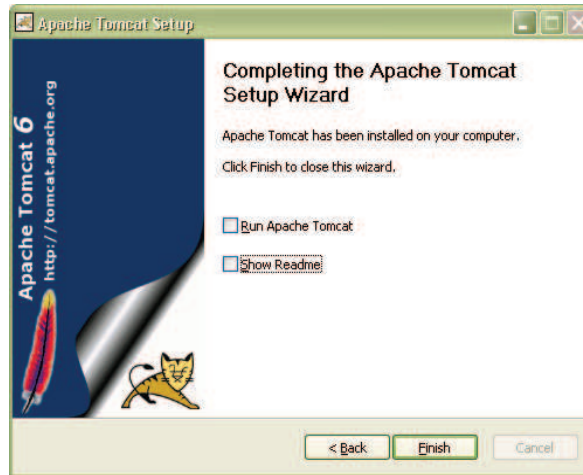 Apache Tomcat Setup
Apache Tomcat 6
http://tomcat.apache.org
Completing the Apache Tomcat
Setup Wizard
Apache Tomcat has been installed on your computer.
Click Finish to close this wizard.
Run Apache Tomcat
Show Readme
< Back
Finish
Cancel